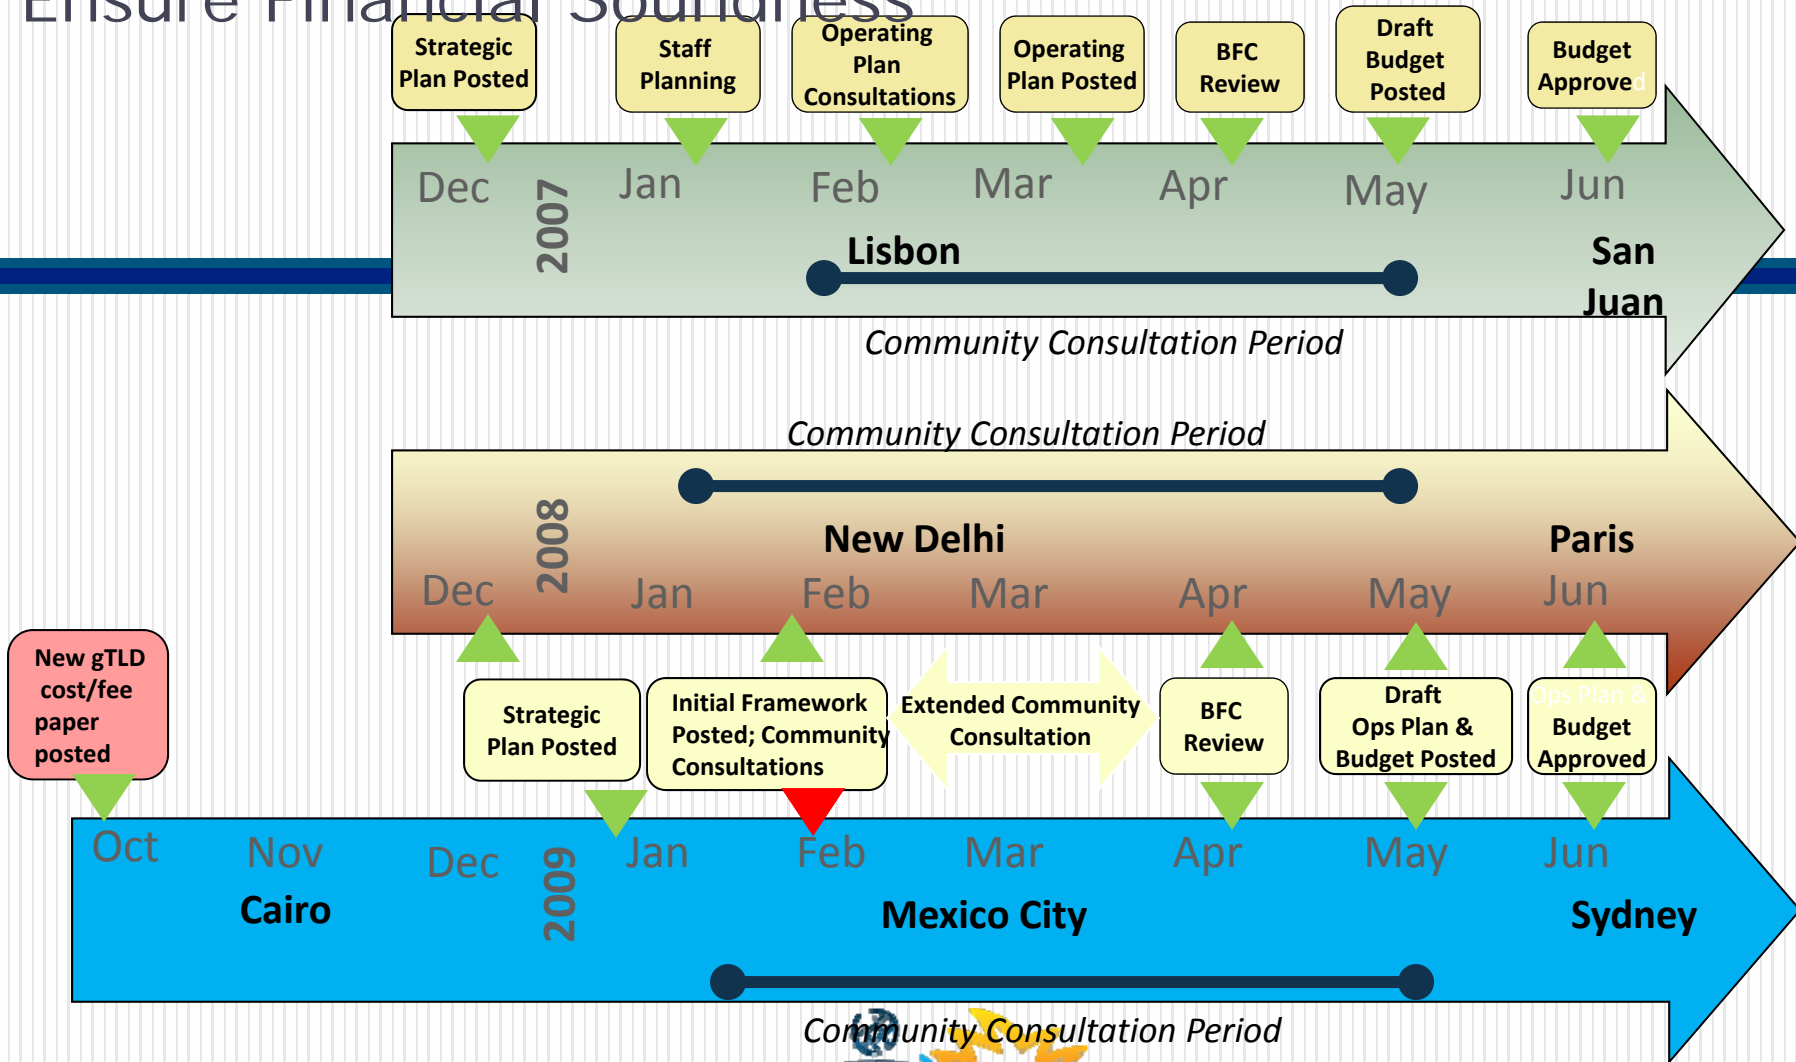 Ensure Financial Soundness
Strategic
Plan Posted
Staff
Planning
Operating
Plan
Consultations
Operating
Plan Posted
BFC
Review
Draft
Budget
Posted
Budget
Approved
Dec
2007
Jan
Feb
Mar
Apr
May
Jun
Lisbon
San
Juan
Community Consultation Period
Community Consultation Period
2008
New Delhi
Paris
Dec
Jan
Feb
Mar
Apr
May
Jun
New gTLD
cost/fee
paper
posted
Strategic
Plan Posted
Initial Framework
Posted; Community
Consultations
Extended Community
Consultation
BFC
Review
Draft
Ops Plan &
Budget Posted
Ops Plan &
Budget
Approved
Oct
Nov
Dec
2009
Jan
Feb
Mar
Apr
May
Jun
Cairo
Mexico City
Sydney
Community Consultation Period